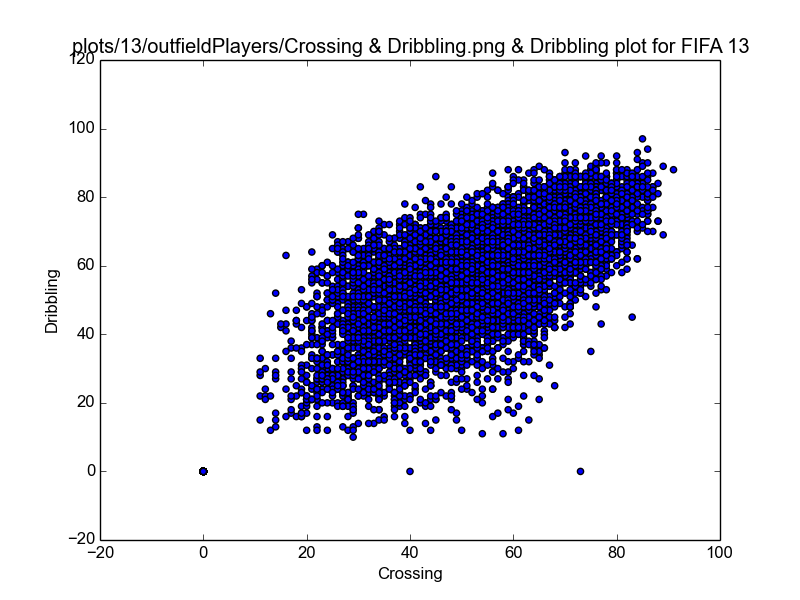 plots/13/outfieldPlayers/Crossing & Dribbling.png & Dribbling plot for FIFA 13
120
100
80
60
40
20
0
−20
Dribbling
−20 0 20 40 60 80 100
Crossing